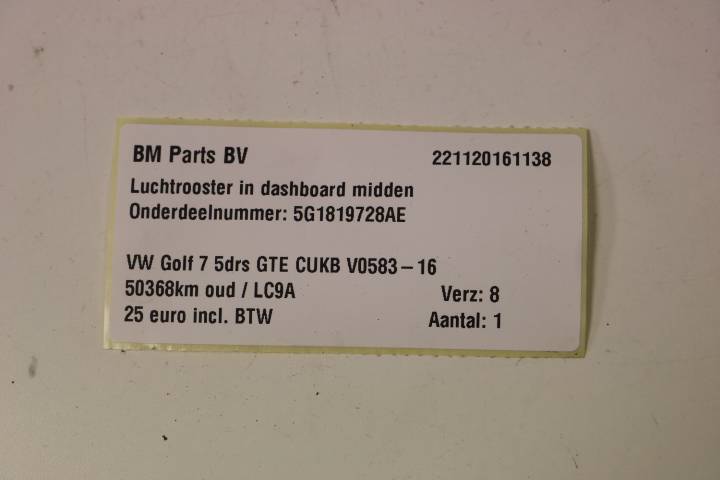 BM Parts BV 221120161138
Luchtrooster in dashboard midden
Onderdeelnummer: 5G1819728AE
VW Golf 7 5drs GTE CUKB V0583-16
50368km oud / LC9A Verz: 8
25 euro incl. BTW Aantal: 1